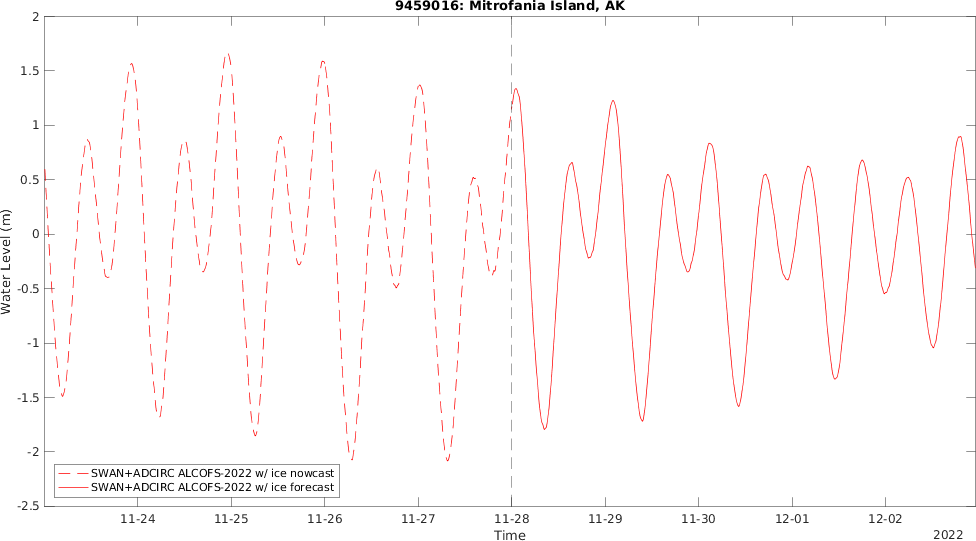 9459016: Mitrofania Island, AK
2
1.5
1
0.5
0
-0.5
-1
-1.5
-2
-2.5
Water Level (m)
SWAN+ADCIRC ALCOFS-2022 w/ ice nowcast
SWAN+ADCIRC ALCOFS-2022 w/ ice forecast
11-24 11-25 11-26 11-27 11-28 11-29 11-30 12-01 12-02
Time
2022